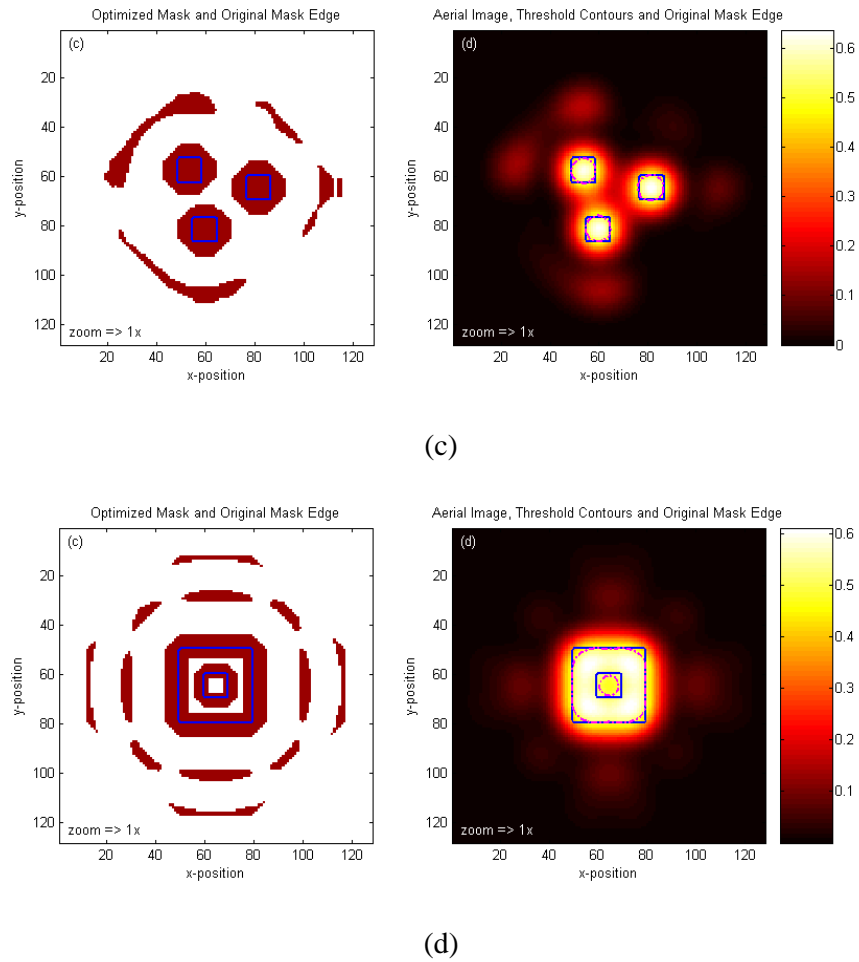 Optimized Mask and Original Mask Edge
(c)
20
40
60
80
100
120
y-position
zoom => 1x
20 40 60 80 100 120
x-position
Aerial Image, Threshold Contours and Original Mask Edge
(d)
20
40
60
80
100
120
y-position
zoom => 1x
20 40 60 80 100 120
x-position
0.6
0.5
0.4
0.3
0.2
0.1
0
(c)
Optimized Mask and Original Mask Edge
(c)
20
40
60
80
100
120
y-position
zoom => 1x
20 40 60 80 100 120
x-position
Aerial Image, Threshold Contours and Original Mask Edge
(d)
20
40
60
80
100
120
y-position
zoom => 1x
20 40 60 80 100 120
x-position
0.6
0.5
0.4
0.3
0.2
0.1
(d)